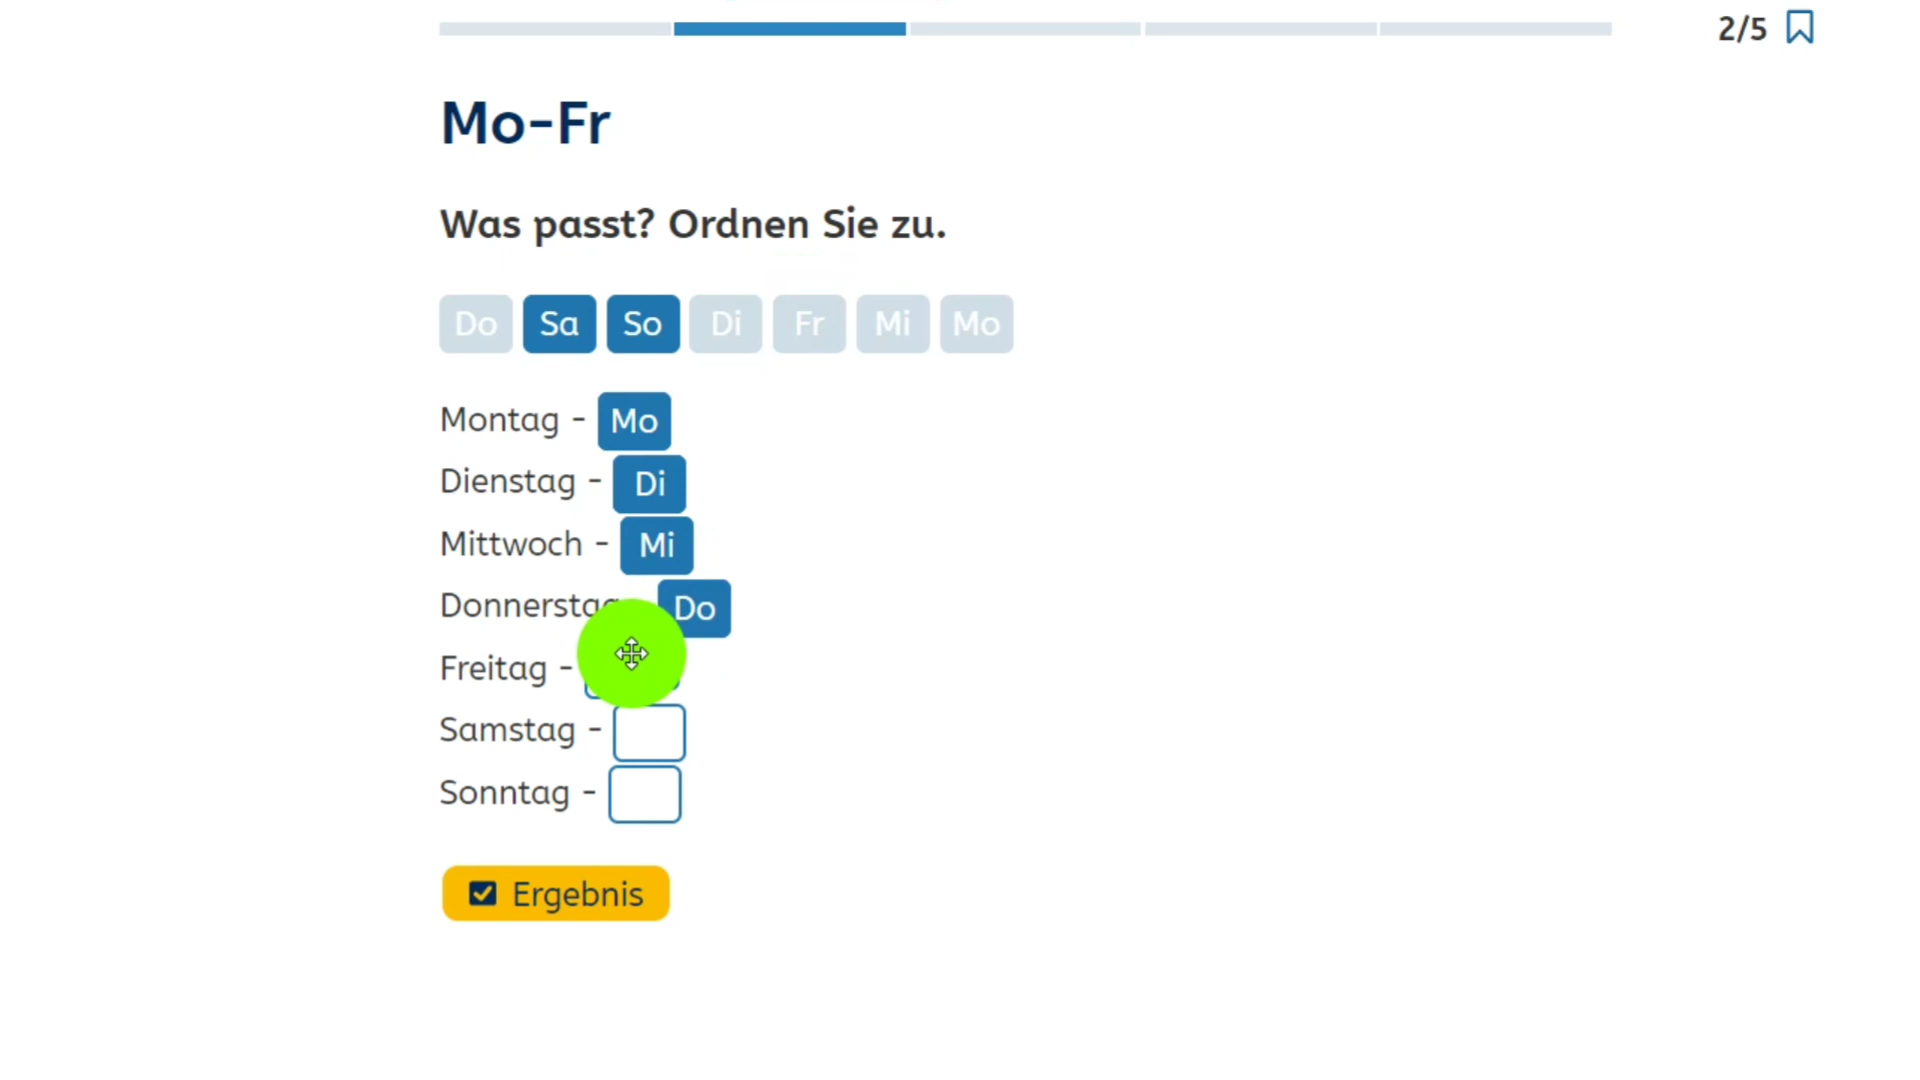 2/5
Mo-Fr
Was passt? Ordnen Sie zu.
Do Sa So Di Fr Mi Mo
Montag - Mo
Dienstag - Di
Mittwoch - Mi
Donnerstag Do
Freitag -
Samstag -
Sonntag -
Ergebnis